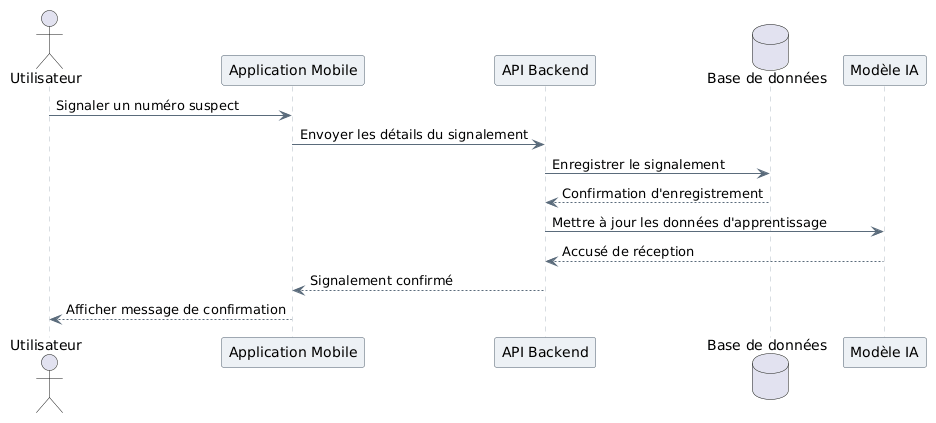 Utilisateur
Application Mobile
API Backend
Base de données
Modèle IA
Signaler un numéro suspect
Envoyer les détails du signalement
Enregistrer le signalement
Confirmation d'enregistrement
Mettre à jour les données d'apprentissage
Accusé de réception
Signalement confirmé
Afficher message de confirmation
Utilisateur
Application Mobile
API Backend
Base de données
Modèle IA